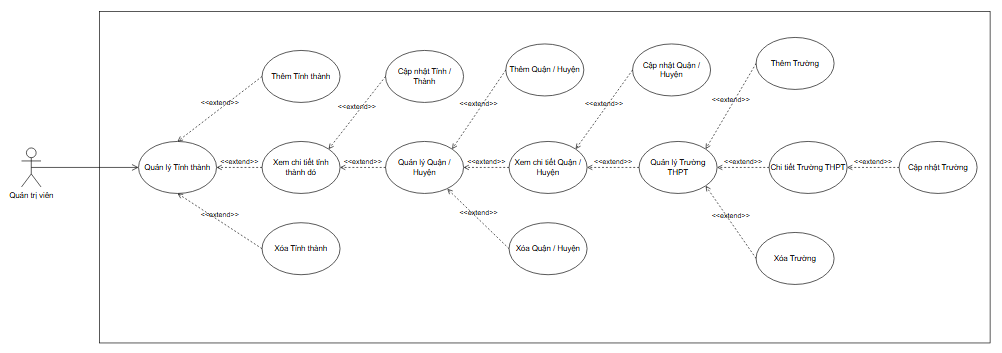 Thêm Tỉnh thành
Cập nhật Tỉnh /
Thành
Thêm Quận / Huyện
Cập nhật Quận /
Huyện
Thêm Trường
<<extend>>
<<extend>>
<<extend>>
<<extend>>
<<extend>>
Quản trị viên
Quản lý Tỉnh thành
<<extend>>
Xem chi tiết tỉnh
thành đó
<<extend>>
Quản lý Quận /
Huyện
<<extend>>
Xem chi tiết Quận /
Huyện
<<extend>>
Quản lý Trường
THPT
<<extend>>
Chi tiết Trường THPT
<<extend>>
Cập nhật Trường
<<extend>>
<<extend>>
<<extend>>
Xóa Tỉnh thành
Xóa Quận / Huyện
Xóa Trường